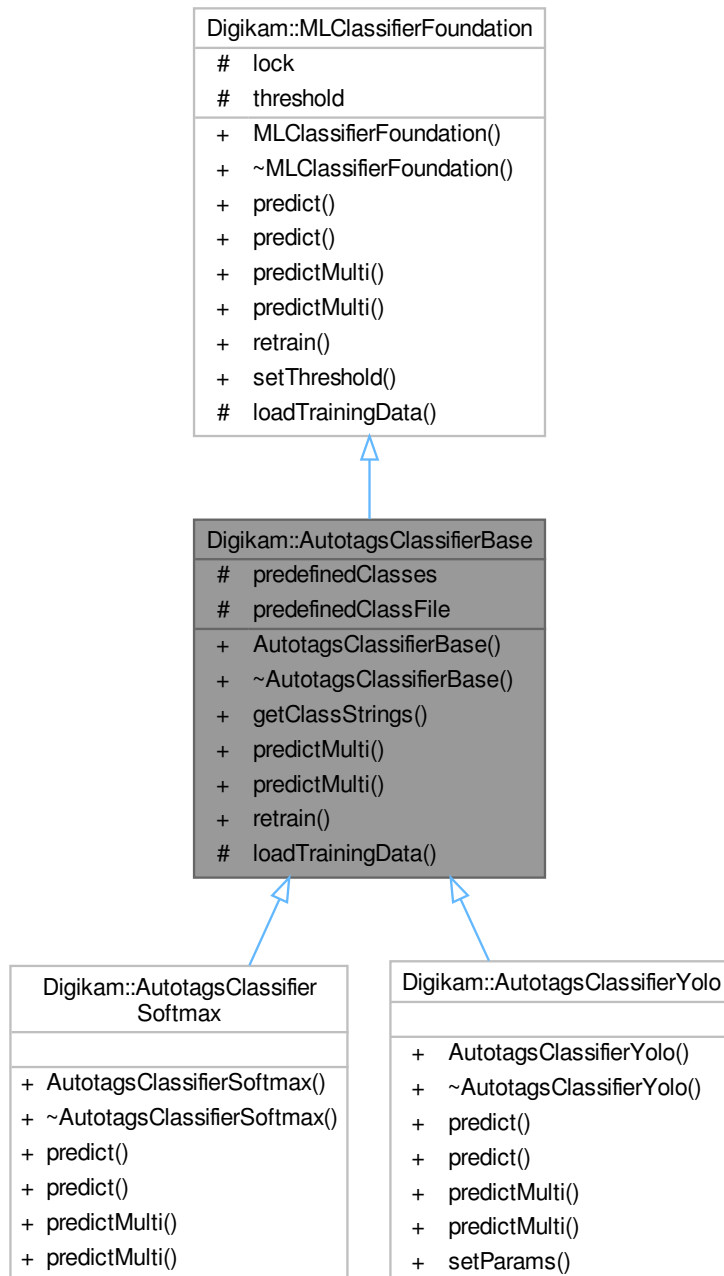 Digikam::MLClassifierFoundation
# lock
# threshold
+ MLClassifierFoundation()
+ ~MLClassifierFoundation()
+ predict()
+ predict()
+ predictMulti()
+ predictMulti()
+ retrain()
+ setThreshold()
# loadTrainingData()
Digikam::AutotagsClassifierBase
# predefinedClasses
# predefinedClassFile
+ AutotagsClassifierBase()
+ ~AutotagsClassifierBase()
+ getClassStrings()
+ predictMulti()
+ predictMulti()
+ retrain()
# loadTrainingData()
Digikam::AutotagsClassifier
Softmax
+ AutotagsClassifierSoftmax()
+ ~AutotagsClassifierSoftmax()
+ predict()
+ predict()
+ predictMulti()
+ predictMulti()
Digikam::AutotagsClassifierYolo
+ AutotagsClassifierYolo()
+ ~AutotagsClassifierYolo()
+ predict()
+ predict()
+ predictMulti()
+ predictMulti()
+ setParams()